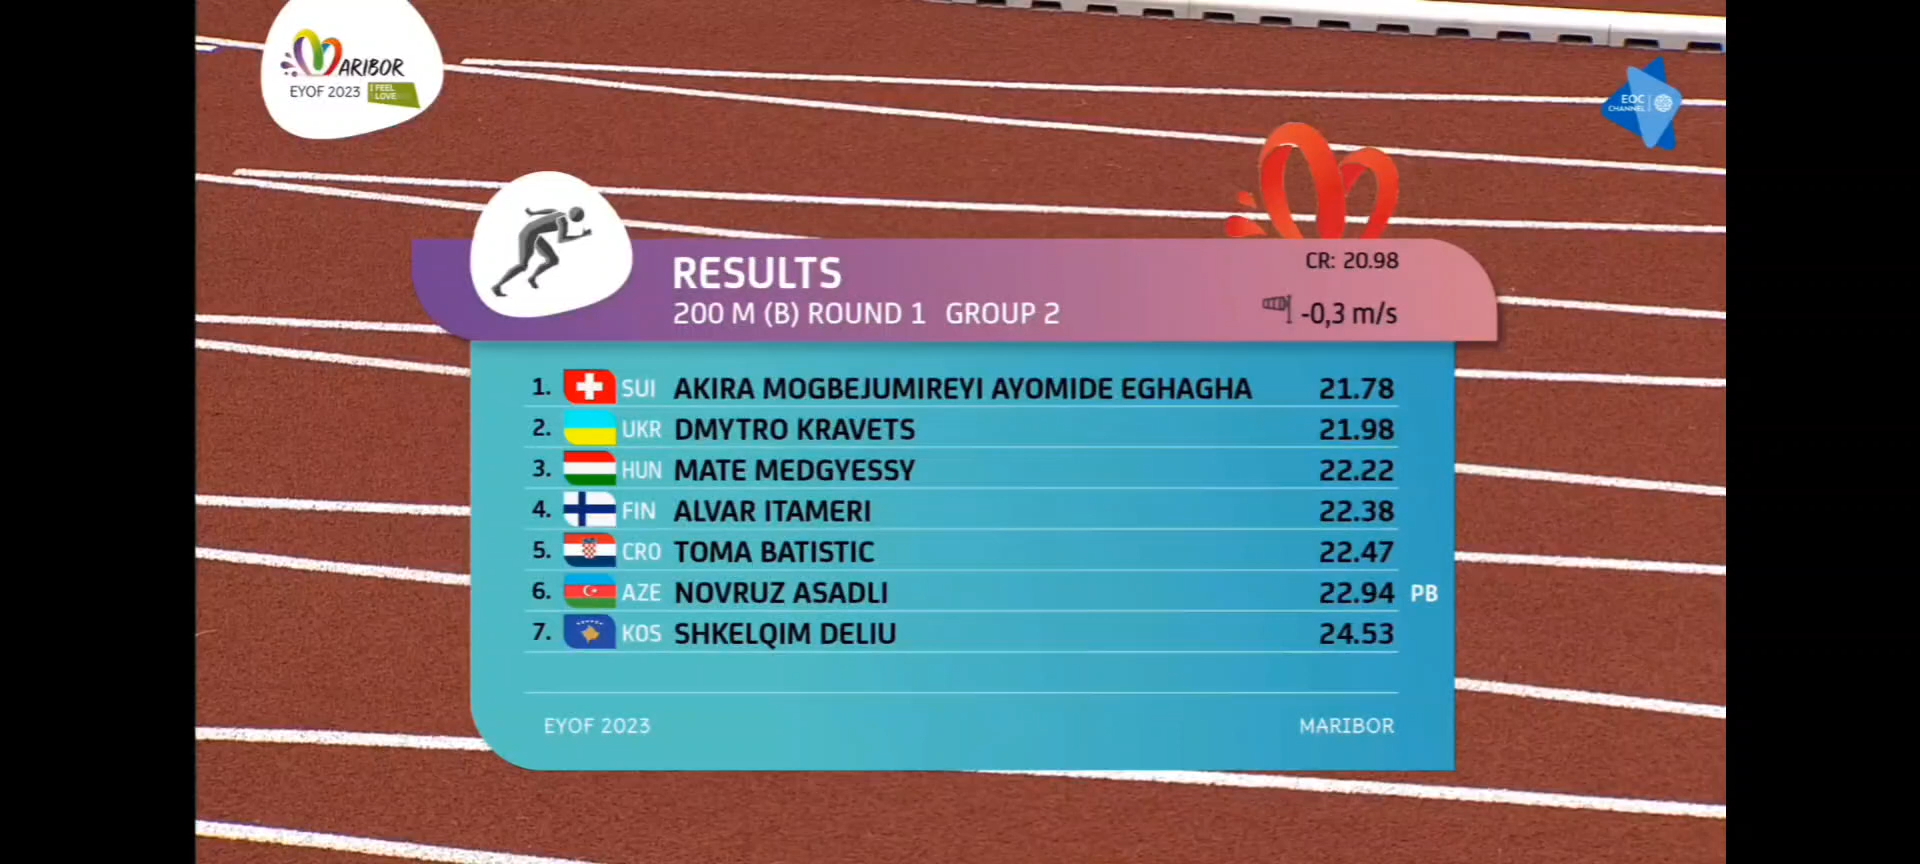 ARIBOR
EYOF 2023 I FEEL
LOVE
EOC
CHANNEL
RESULTS
CR: 20.98
200 M (B) ROUND 1 GROUP 2
-0,3 m/s
1. SUI AKIRA MOGBEJUMIREYI AYOMIDE EGHAGHA 21.78
2. UKR DMYTRO KRAVETS 21.98
3. HUN MATE MEDGYESSY 22.22
4. FIN ALVAR ITAMERI 22.38
5. CRO TOMA BATISTIC 22.47
6. AZE NOVRUZ ASADLI 22.94 PB
7. KOS SHKELQIM DELIU 24.53
EYOF 2023 MARIBOR